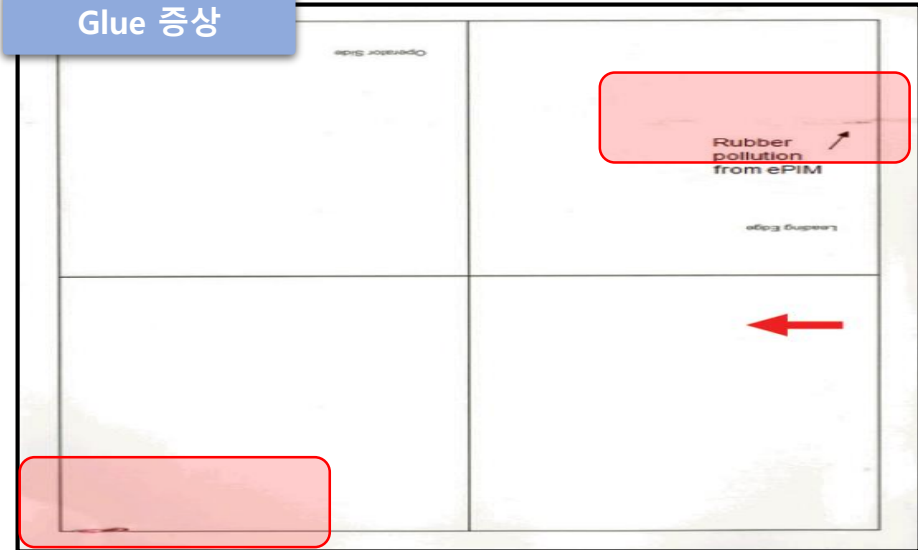 Glue 증상
Operator Side
Rubber
pollution
from ePIM
Leading Edge